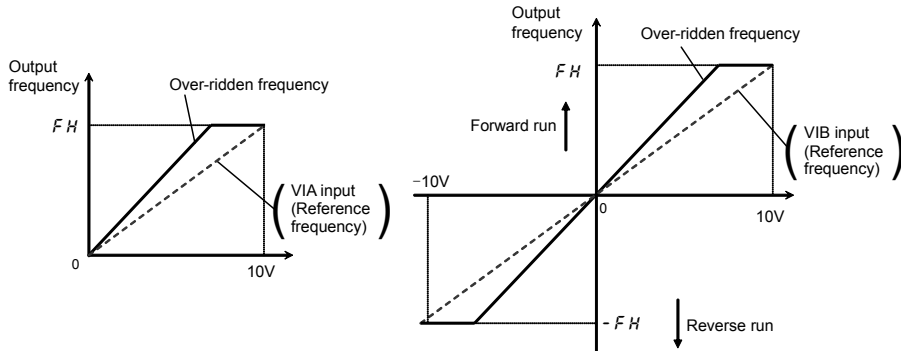 Output
frequency
Over-ridden frequency
FH
VIA input
(Reference
frequency)
0
10V
Output
frequency
Over-ridden frequency
FH
Forward run
VIB input
(Reference
frequency)
−10V
0
10V
-FH
Reverse run